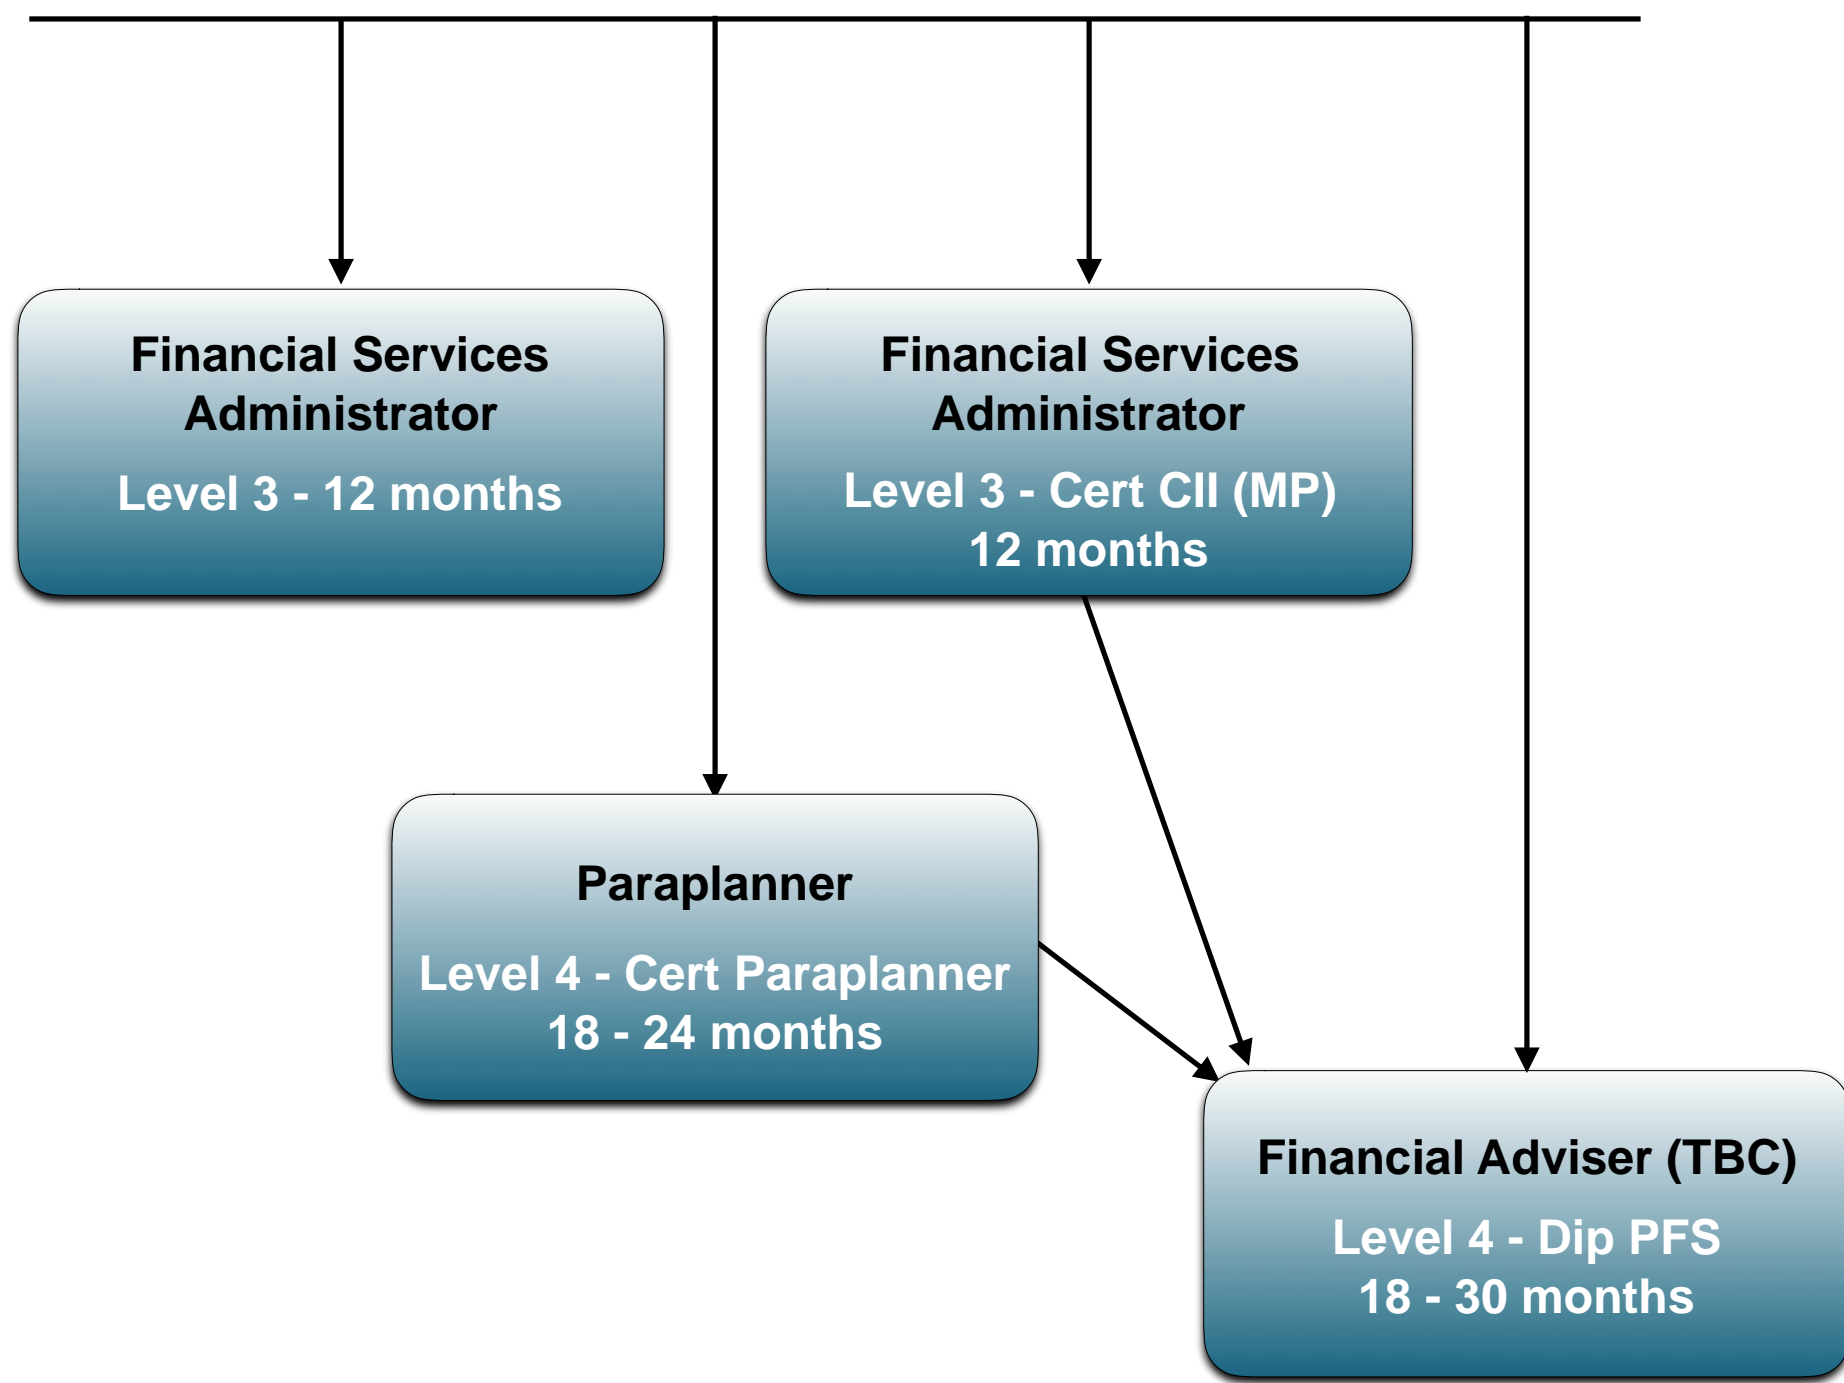 Financial Services
Administrator
Level 3 - 12 months
Financial Services
Administrator
Level 3 - Cert CII (MP)
12 months
Paraplanner
Level 4 - Cert Paraplanner
18 - 24 months
Financial Adviser (TBC)
Level 4 - Dip PFS
18 - 30 months